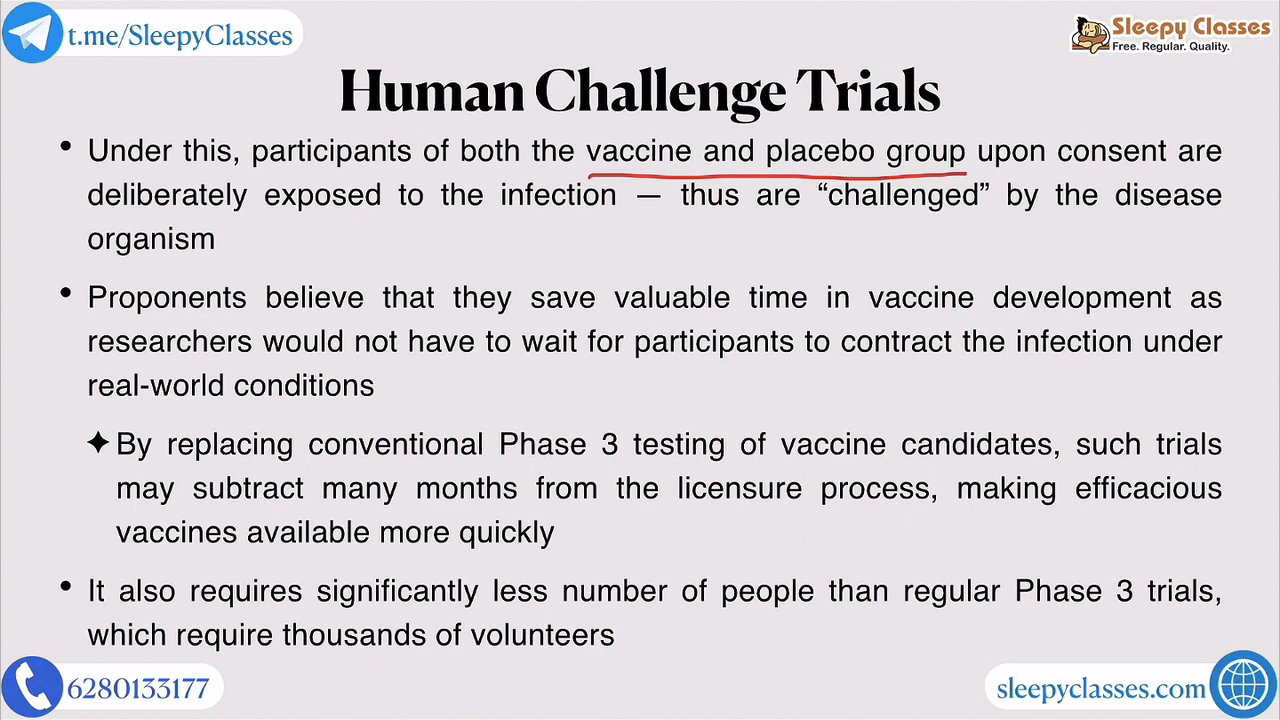 t.me/SleepyClasses
Sleepy Classes
Free. Regular. Quality.
Human Challenge Trials
• Under this, participants of both the vaccine and placebo group upon consent are
deliberately exposed to the infection — thus are “challenged” by the disease
organism
• Proponents believe that they save valuable time in vaccine development as
researchers would not have to wait for participants to contract the infection under
real-world conditions
✦ By replacing conventional Phase 3 testing of vaccine candidates, such trials
may subtract many months from the licensure process, making efficacious
vaccines available more quickly
• It also requires significantly less number of people than regular Phase 3 trials,
which require thousands of volunteers
6280133177
sleepyclasses.com